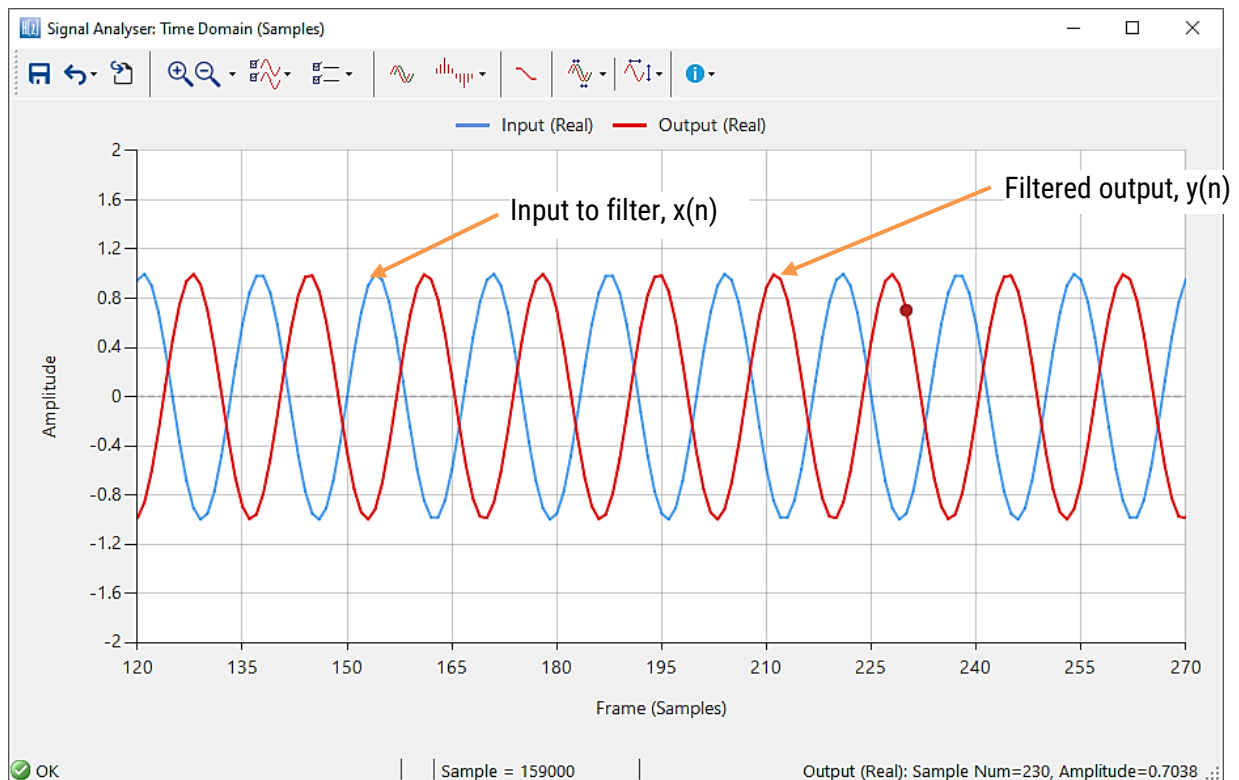 Signal Analyser: Time Domain (Samples)
Input (Real) Output (Real)
2
1.6
1.2
0.8
0.4
0
-0.4
-0.8
-1.2
-1.6
-2
Amplitude
Input to filter, x(n)
Filtered output, y(n)
120 135 150 165 180 195 210 225 240 255 270
Frame (Samples)
OK Sample = 159000 Output (Real): Sample Num=230, Amplitude=0.7038